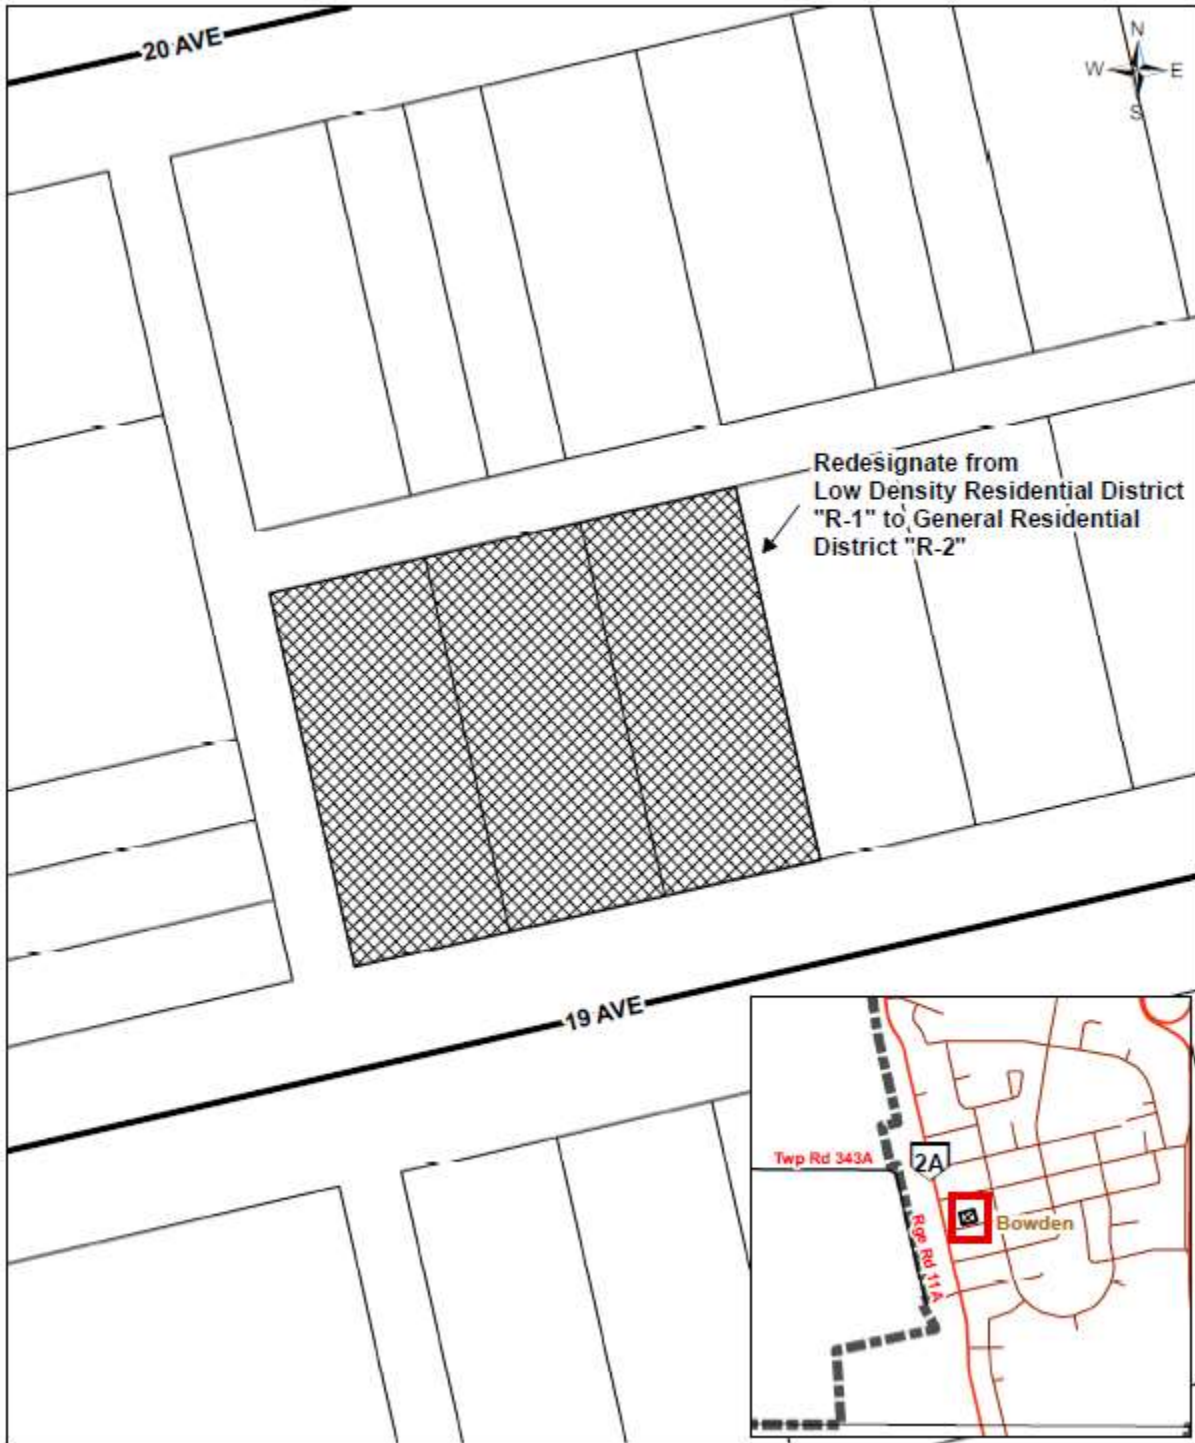 20 AVE
N
W E
S
Redesignate from
Low Density Residential District
"R-1" to General Residential
District "R-2"
19 AVE
Twp Rd 343A
2A
Bowden
Rge Rd 11A